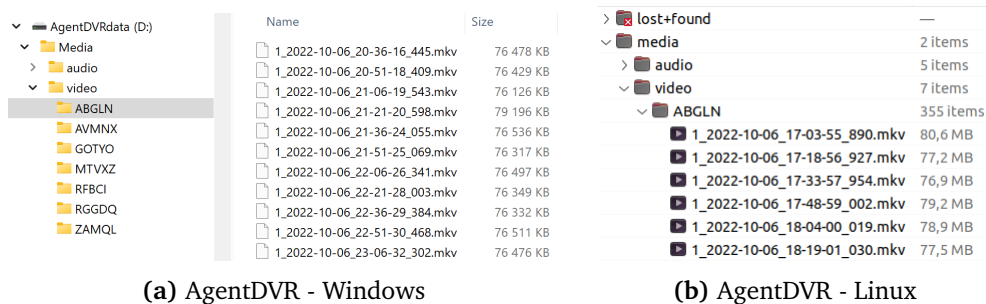 AgentDVRdata (D:)
Media
audio
video
ABGLN
AVMNX
GOTYO
MTVXZ
RFBCI
RGGDQ
ZAMQL
Name Size
1_2022-10-06_20-36-16_445.mkv 76 478 KB
1_2022-10-06_20-51-18_409.mkv 76 429 KB
1_2022-10-06_21-06-19_543.mkv 76 126 KB
1_2022-10-06_21-21-20_598.mkv 79 196 KB
1_2022-10-06_21-36-24_055.mkv 76 536 KB
1_2022-10-06_21-51-25_069.mkv 76 317 KB
1_2022-10-06_22-06-26_341.mkv 76 497 KB
1_2022-10-06_22-21-28_003.mkv 76 349 KB
1_2022-10-06_22-36-29_384.mkv 76 332 KB
1_2022-10-06_22-51-30_468.mkv 76 511 KB
1_2022-10-06_23-06-32_302.mkv 76 476 KB
(a) AgentDVR - Windows
lost+found —
media 2 items
audio 5 items
video 7 items
ABGLN 355 items
1_2022-10-06_17-03-55_890.mkv 80,6 MB
1_2022-10-06_17-18-56_927.mkv 77,2 MB
1_2022-10-06_17-33-57_954.mkv 76,9 MB
1_2022-10-06_17-48-59_002.mkv 79,2 MB
1_2022-10-06_18-04-00_019.mkv 78,9 MB
1_2022-10-06_18-19-01_030.mkv 77,5 MB
(b) AgentDVR - Linux